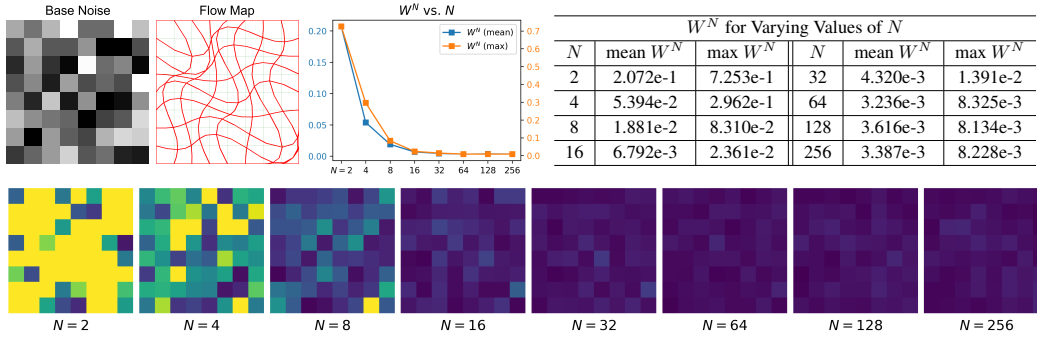 Base Noise
Flow Map
W^N vs. N
W^N (mean)
W^N (max)
0.20
0.15
0.10
0.05
0.00
0.7
0.6
0.5
0.4
0.3
0.2
0.1
0.0
N = 2 4 8 16 32 64 128 256
W^N for Varying Values of N
N mean W^N max W^N N mean W^N max W^N
2 2.072e-1 7.253e-1 32 4.320e-3 1.391e-2
4 5.394e-2 2.962e-1 64 3.236e-3 8.325e-3
8 1.881e-2 8.310e-2 128 3.616e-3 8.134e-3
16 6.792e-3 2.361e-2 256 3.387e-3 8.228e-3
N = 2
N = 4
N = 8
N = 16
N = 32
N = 64
N = 128
N = 256